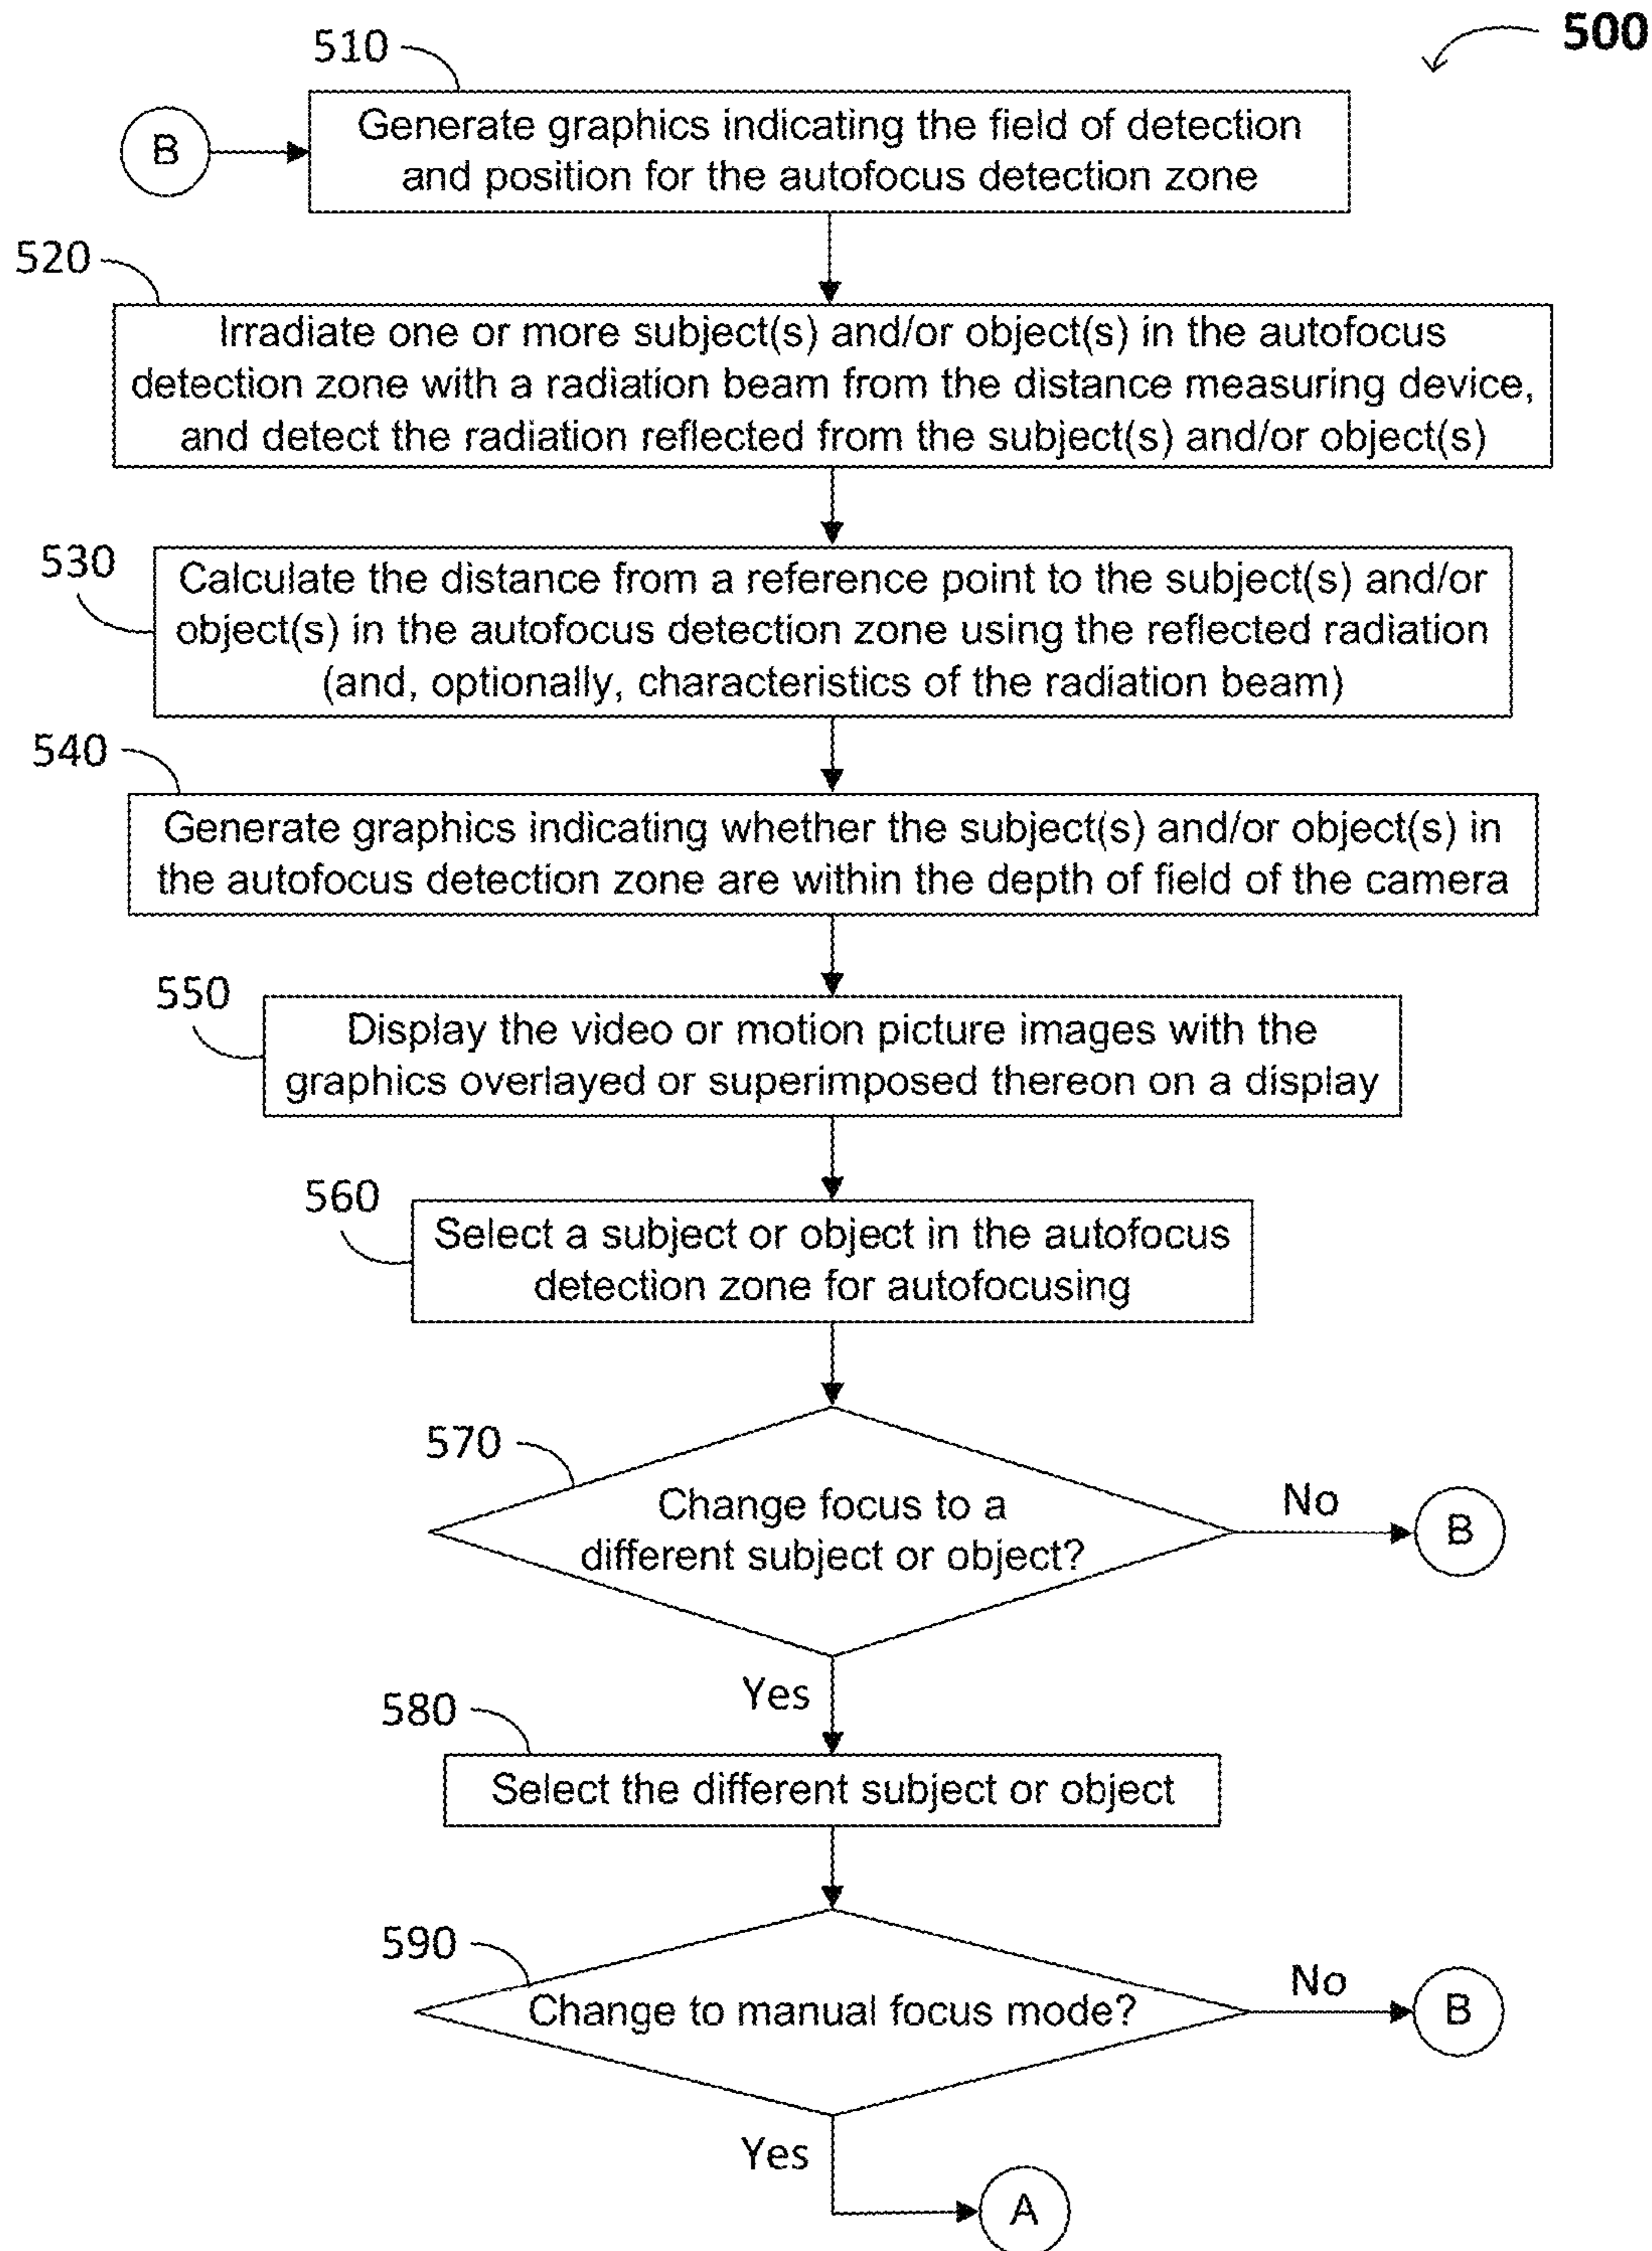 500
510
B
Generate graphics indicating the field of detection
and position for the autofocus detection zone
520
Irradiate one or more subject(s) and/or object(s) in the autofocus
detection zone with a radiation beam from the distance measuring device,
and detect the radiation reflected from the subject(s) and/or object(s)
530
Calculate the distance from a reference point to the subject(s) and/or
object(s) in the autofocus detection zone using the reflected radiation
(and, optionally, characteristics of the radiation beam)
540
Generate graphics indicating whether the subject(s) and/or object(s) in
the autofocus detection zone are within the depth of field of the camera
550
Display the video or motion picture images with the
graphics overlayed or superimposed thereon on a display
560
Select a subject or object in the autofocus
detection zone for autofocusing
570
Change focus to a
different subject or object?
No
B
Yes
580
Select the different subject or object
590
Change to manual focus mode?
No
B
Yes
A